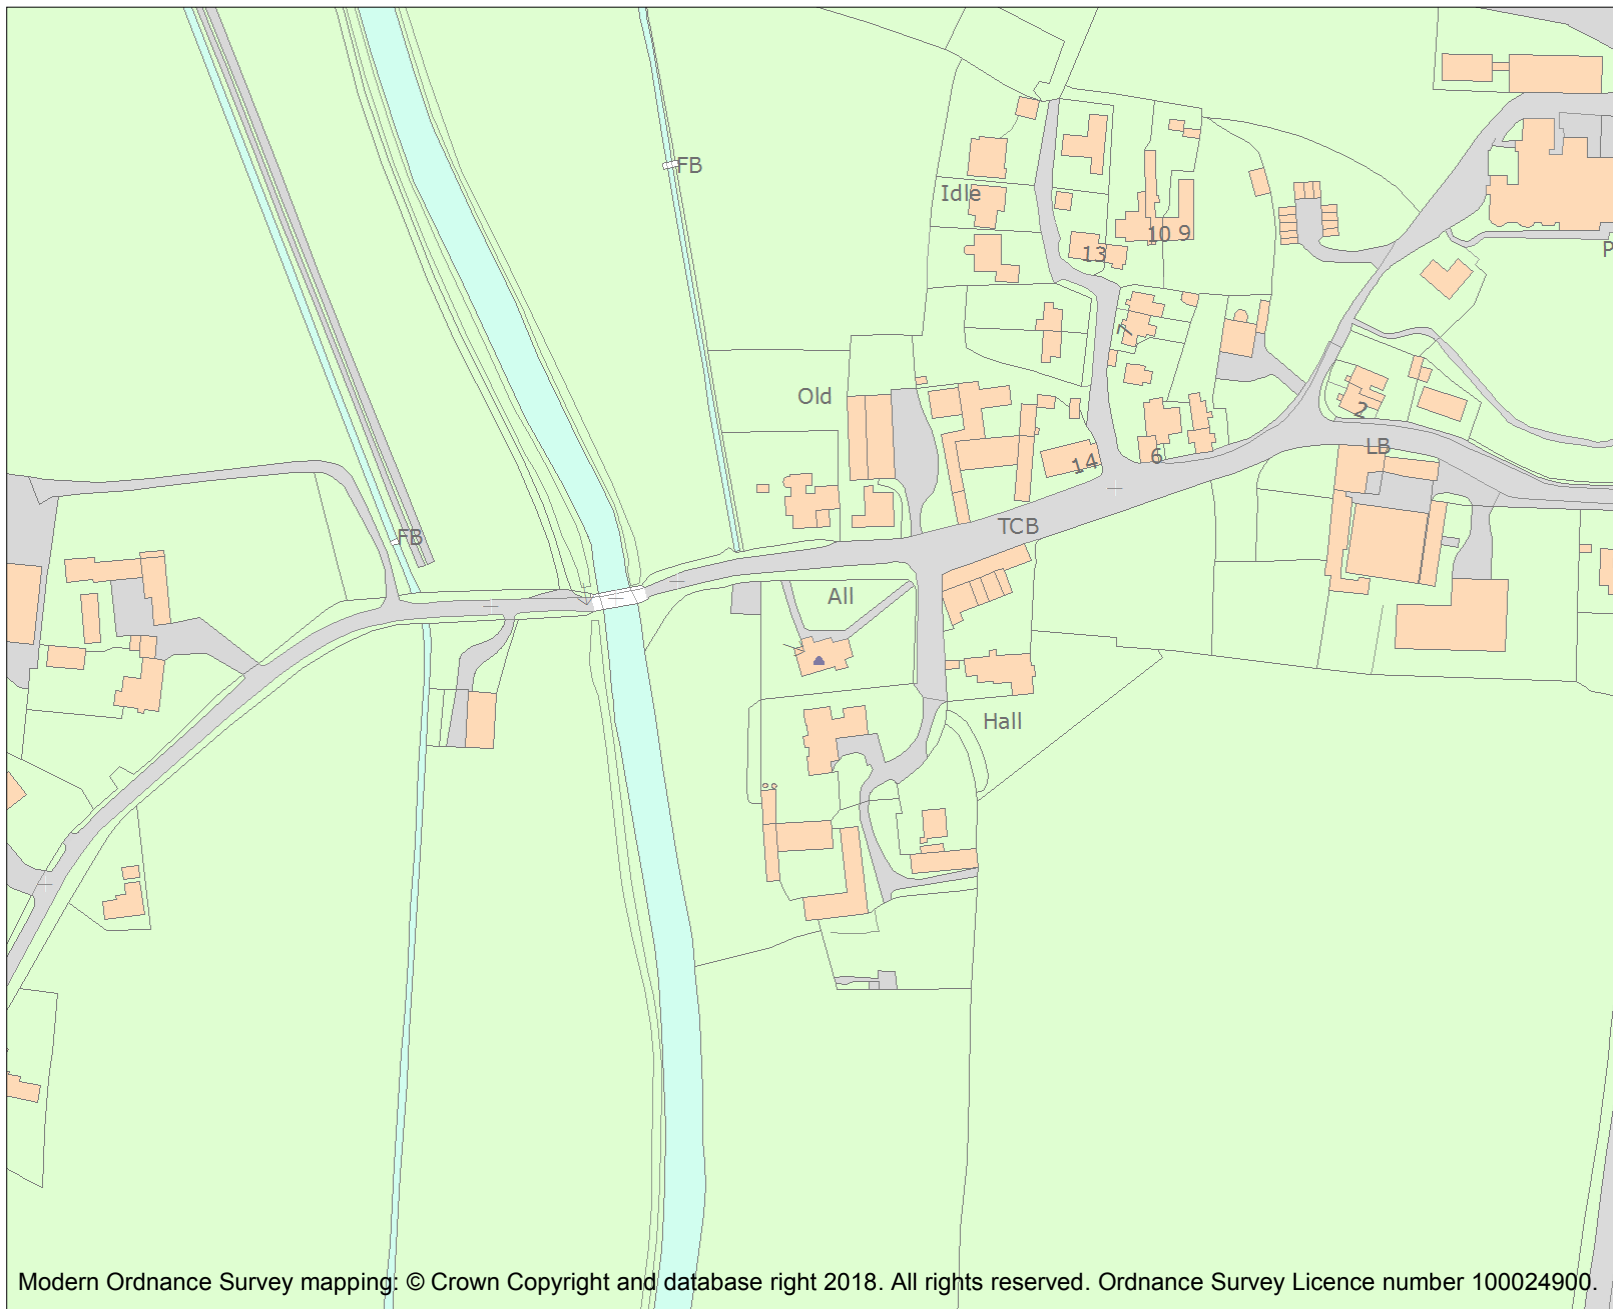 FB
Idle
10 9
13
P
7
Old
2
LB
14
6
TCB
FB
All
Hall
Modern Ordnance Survey mapping: © Crown Copyright and database right 2018. All rights reserved. Ordnance Survey Licence number 100024900.